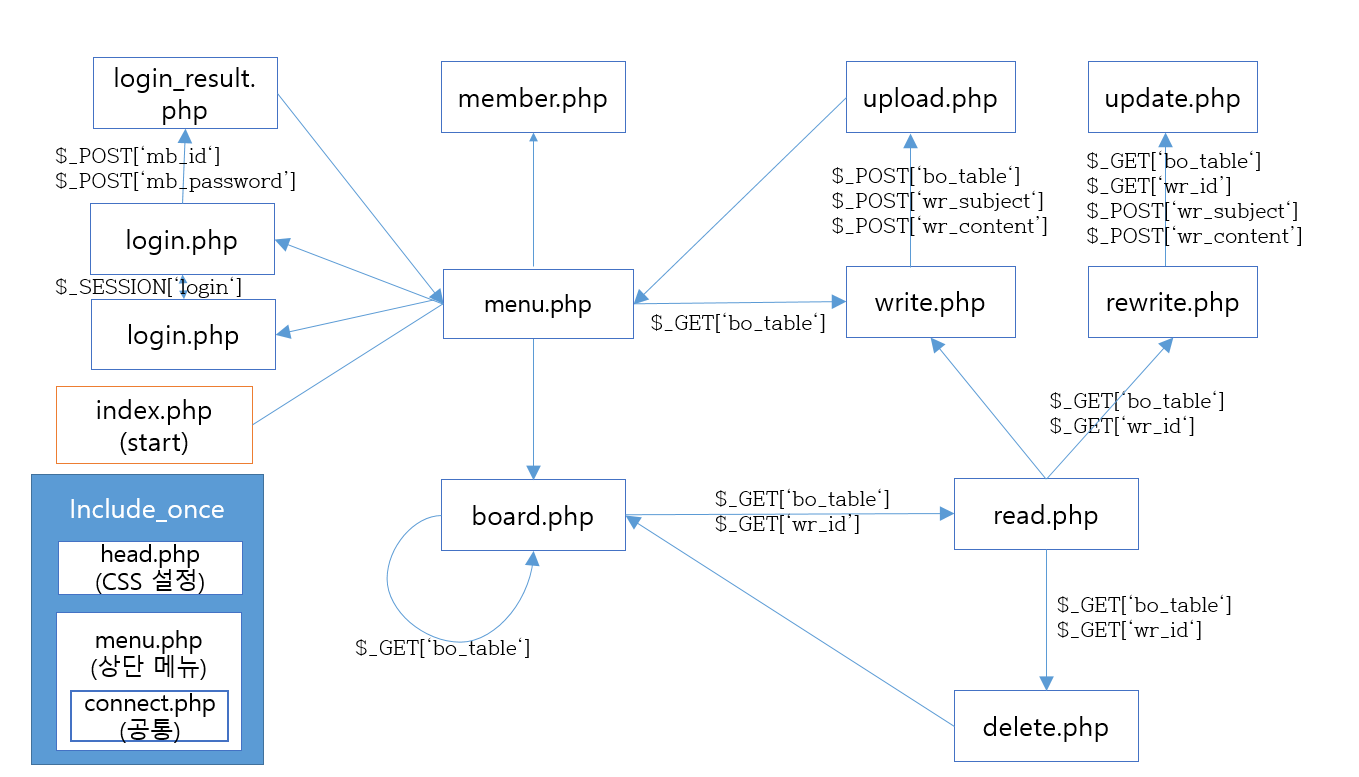 login_result.
php
$_POST[‘mb_id‘]
$_POST[‘mb_password’]
login.php
$_SESSION[‘login‘]
login.php
index.php
(start)
Include_once
head.php
(CSS 설정)
menu.php
(상단 메뉴)
connect.php
(공통)
member.php
menu.php
$_GET[‘bo_table‘]
board.php
$_GET[‘bo_table‘]
$_GET[‘bo_table‘]
$_GET[‘wr_id‘]
upload.php
$_POST[‘bo_table‘]
$_POST[‘wr_subject‘]
$_POST[‘wr_content‘]
write.php
update.php
$_GET[‘bo_table‘]
$_GET[‘wr_id‘]
$_POST[‘wr_subject‘]
$_POST[‘wr_content‘]
rewrite.php
$_GET[‘bo_table‘]
$_GET[‘wr_id‘]
read.php
$_GET[‘bo_table‘]
$_GET[‘wr_id‘]
delete.php